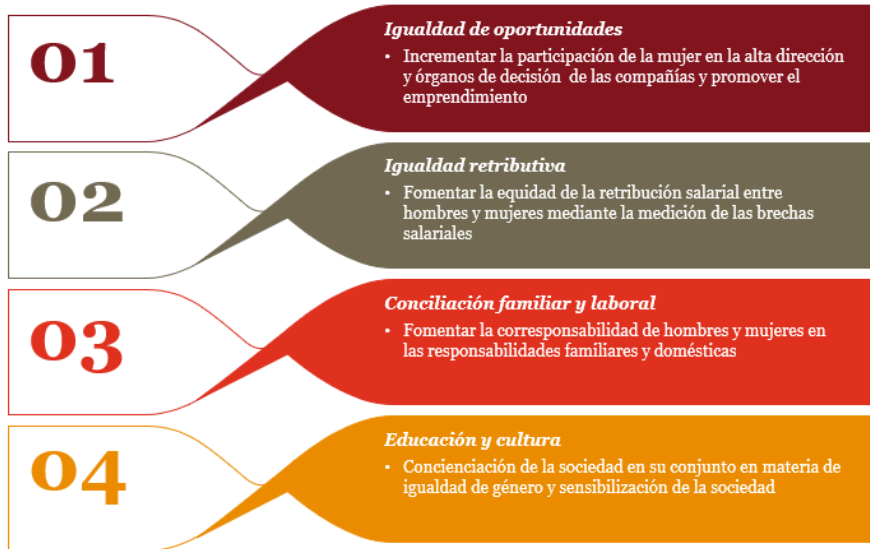 01
Igualdad de oportunidades
• Incrementar la participación de la mujer en la alta dirección
y órganos de decisión de las compañías y promover el
emprendimiento
02
Igualdad retributiva
• Fomentar la equidad de la retribución salarial entre
hombres y mujeres mediante la medición de las brechas
salariales
03
Conciliación familiar y laboral
• Fomentar la corresponsabilidad de hombres y mujeres en
las responsabilidades familiares y domésticas
04
Educación y cultura
• Concienciación de la sociedad en su conjunto en materia de
igualdad de género y sensibilización de la sociedad